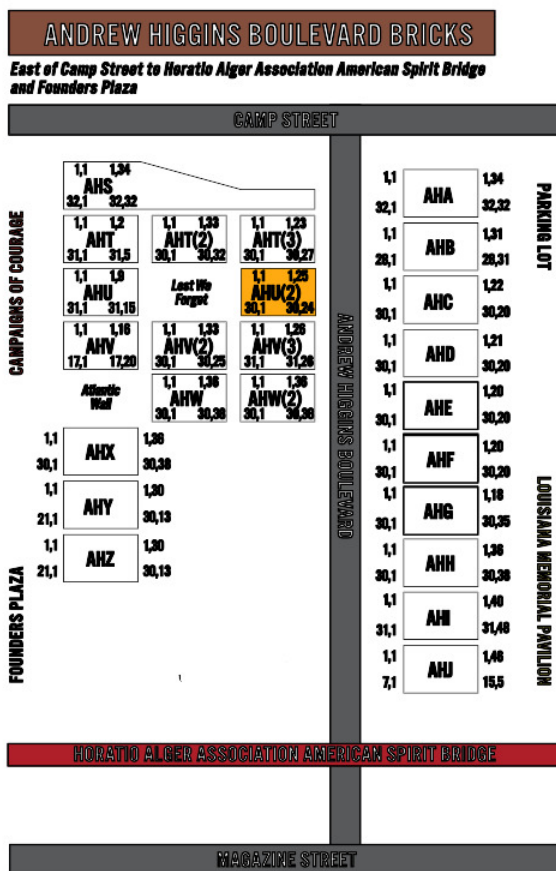 ANDREW HIGGINS BOULEVARD BRICKS
East of Camp Street to Horatio Alger Association American Spirit Bridge
and Founders Plaza
CAMP STREET
1,1 1,34
AHS
32,1 32,32
1,1 1,2
AHT
31,1 31,5
1,1 1,33
AHT(2)
30,1 30,32
1,1 1,23
AHT(3)
30,1 30,27
1,1 1,9
AHU
31,1 31,15
Lest We
Forget
1,1 1,25
AHU(2)
30,1 30,24
1,1 1,16
AHV
17,1 17,20
1,1 1,33
AHV(2)
30,1 30,25
1,1 1,26
AHV(3)
31,1 31,26
Atlantic
Wall
1,1 1,36
AHW
30,1 30,36
1,1 1,36
AHW(2)
30,1 30,36
1,1 1,36
AHX
30,1 30,38
1,1 1,30
AHY
21,1 30,13
1,1 1,30
AHZ
21,1 30,13
CAMPAIGNS OF COURAGE
FOUNDERS PLAZA
ANDREW HIGGINS BOULEVARD
1,1 1,34
AHA
32,1 32,32
1,1 1,31
AHB
28,1 28,31
1,1 1,22
AHC
30,1 30,20
1,1 1,21
AHD
30,1 30,20
1,1 1,20
AHE
30,1 30,20
1,1 1,20
AHF
30,1 30,20
1,1 1,18
AHG
30,1 30,35
1,1 1,36
AHH
30,1 30,36
1,1 1,40
AHI
31,1 31,48
1,1 1,46
AHJ
7,1 15,5
PARKING LOT
LOUISIANA MEMORIAL PAVILION
HORATIO ALGER ASSOCIATION AMERICAN SPIRIT BRIDGE
MAGAZINE STREET